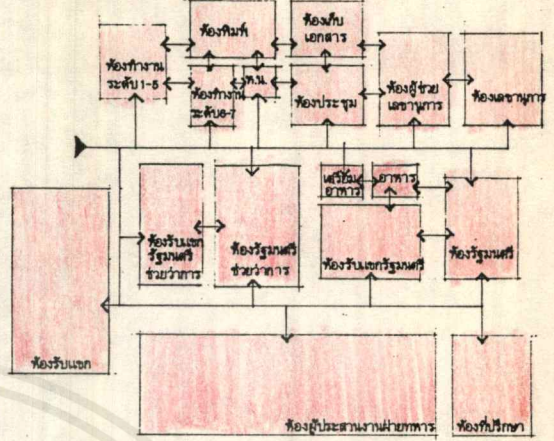 ห้องพิมพ์
ห้องเก็บ
เอกสาร
ห้องทำงาน
ระดับ 1-5
ห้องทำงาน
ระดับ6-7
ห.น.
ห้องประชุม
ห้องผู้ช่วย
เลขานุการ
ห้องเลขานุการ
เตรียม
อาหาร
อาหาร
ห้องรับแขก
รัฐมนตรี
ช่วยว่าการ
ห้องรัฐมนตรี
ช่วยว่าการ
ห้องรับแขกรัฐมนตรี
ห้องรัฐมนตรี
ห้องรับแขก
ห้องผู้ประสานงานฝ่ายทหาร
ห้องที่ปรึกษา